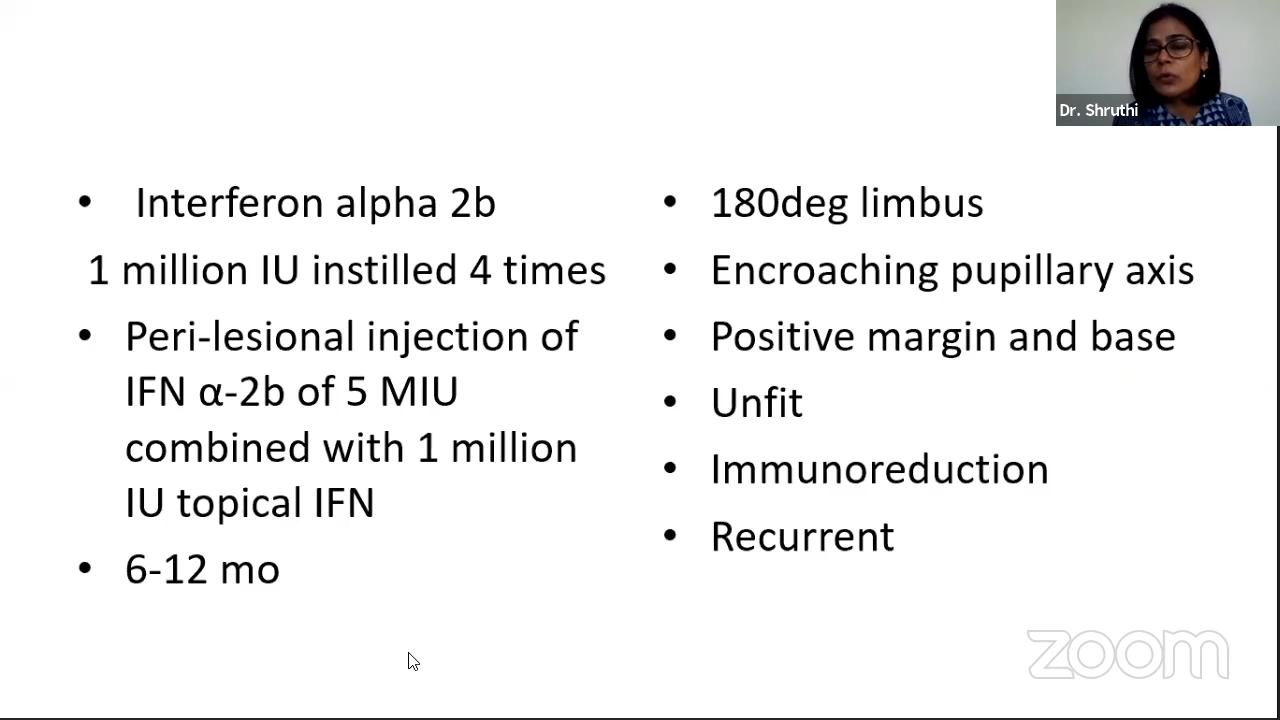 Dr. Shruthi
• Interferon alpha 2b
1 million IU instilled 4 times
• Peri-lesional injection of
IFN α-2b of 5 MIU
combined with 1 million
IU topical IFN
• 6-12 mo
• 180deg limbus
• Encroaching pupillary axis
• Positive margin and base
• Unfit
• Immunoreduction
• Recurrent
zoom